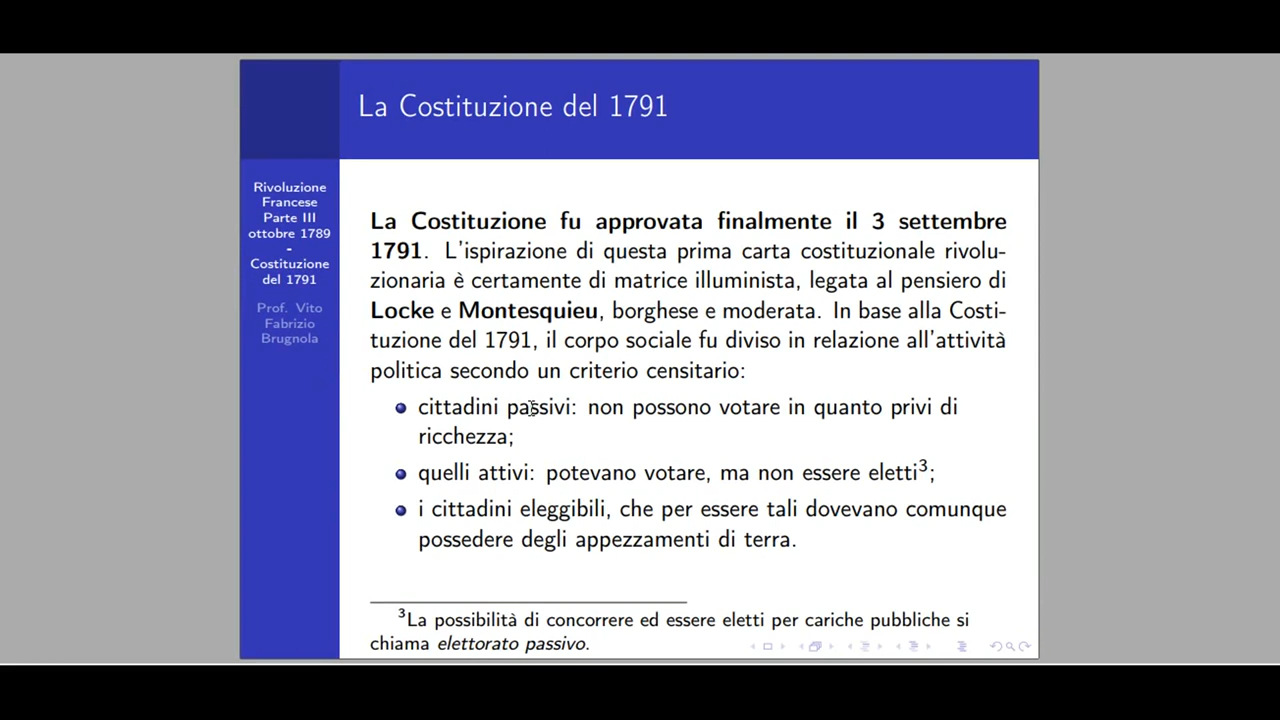 La Costituzione del 1791
Rivoluzione
Francese
Parte III
ottobre 1789
-
Costituzione
del 1791
Prof. Vito
Fabrizio
Brugnola
La Costituzione fu approvata finalmente il 3 settembre
1791. L'ispirazione di questa prima carta costituzionale rivolu-
zionaria è certamente di matrice illuminista, legata al pensiero di
Locke e Montesquieu, borghese e moderata. In base alla Costi-
tuzione del 1791, il corpo sociale fu diviso in relazione all'attività
politica secondo un criterio censitario:
cittadini passivi: non possono votare in quanto privi di
ricchezza;
quelli attivi: potevano votare, ma non essere eletti³;
i cittadini eleggibili, che per essere tali dovevano comunque
possedere degli appezzamenti di terra.
³La possibilità di concorrere ed essere eletti per cariche pubbliche si
chiama elettorato passivo.